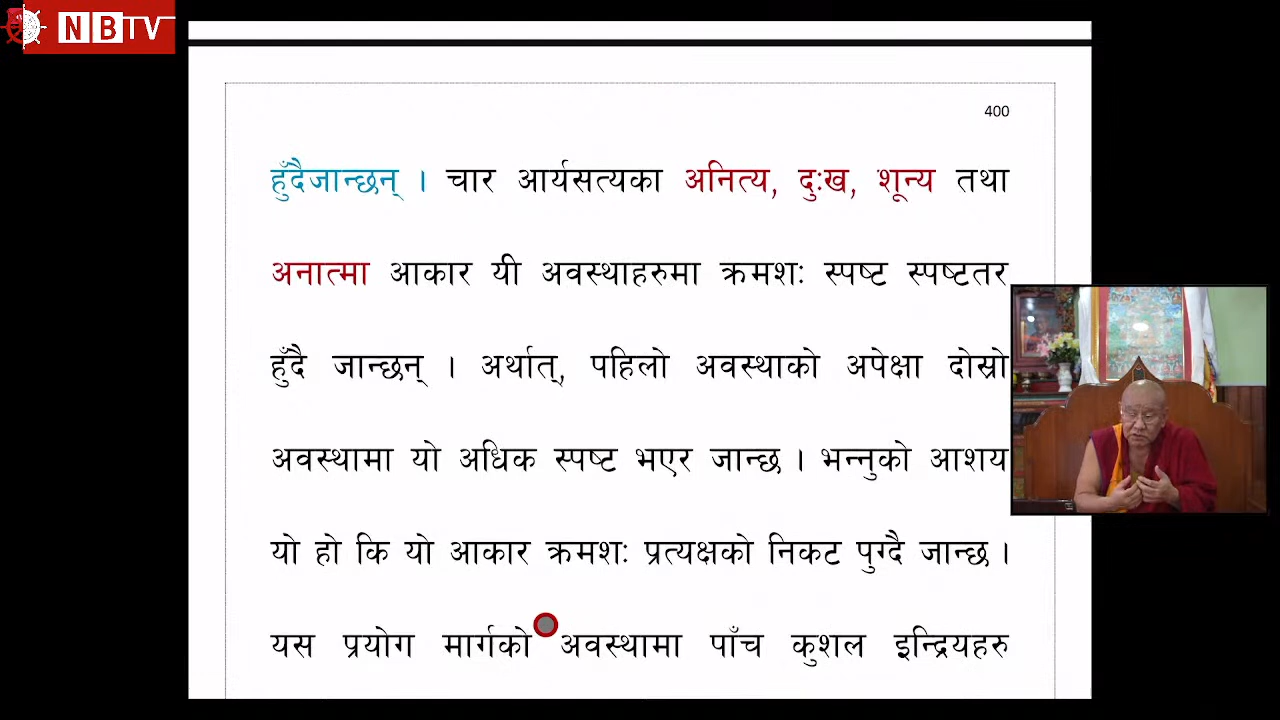 NBTV
400
हुँदैजान्छन् । चार आर्यसत्यका अनित्य, दुःख, शून्य तथा
अनात्मा आकार यी अवस्थाहरुमा क्रमशः स्पष्ट स्पष्टतर
हुँदै जान्छन् । अर्थात्, पहिलो अवस्थाको अपेक्षा दोस्रो
अवस्थामा यो अधिक स्पष्ट भएर जान्छ । भन्नुको आशय
यो हो कि यो आकार क्रमशः प्रत्यक्षको निकट पुग्दै जान्छ ।
यस प्रयोग मार्गको अवस्थामा पाँच कुशल इन्द्रियहरु